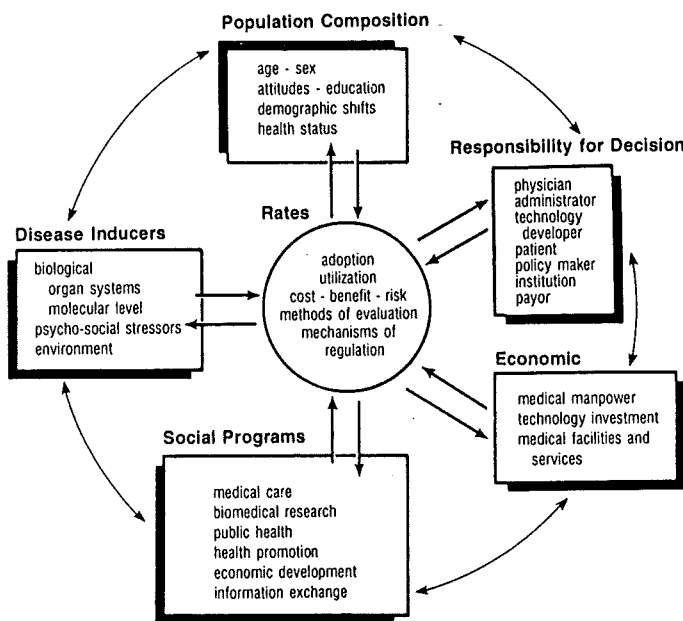 Population Composition
age - sex
attitudes - education
demographic shifts
health status
Responsibility for Decision
physician
administrator
technology
developer
patient
policy maker
institution
payor
Rates
adoption
utilization
cost - benefit - risk
methods of evaluation
mechanisms of
regulation
Disease Inducers
biological
organ systems
molecular level
psycho-social stressors
environment
Economic
medical manpower
technology investment
medical facilities and
services
Social Programs
medical care
biomedical research
public health
health promotion
economic development
information exchange